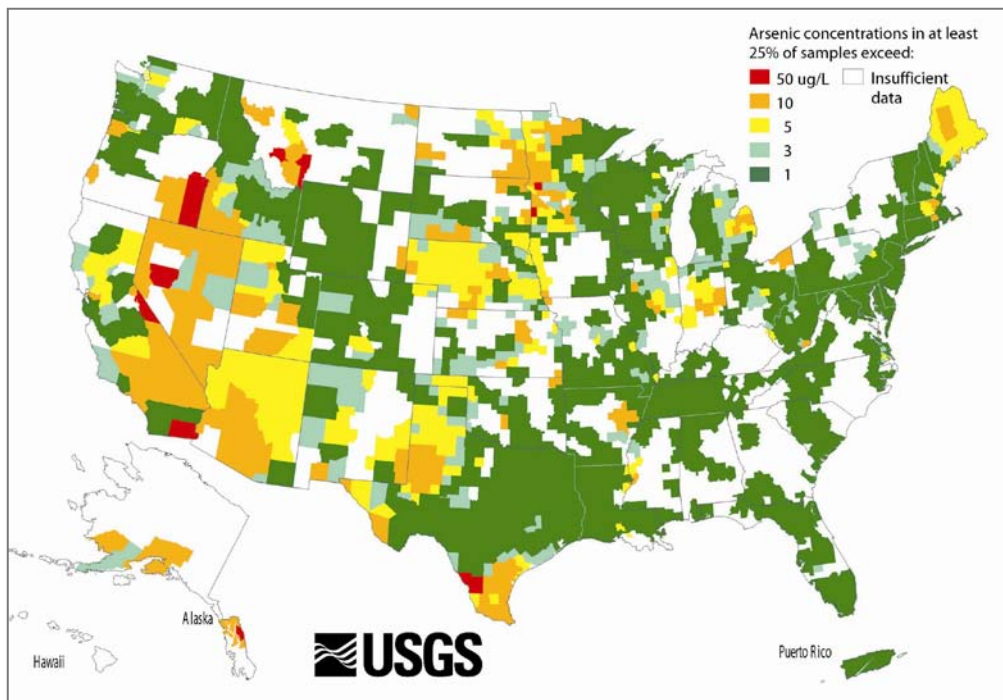 Arsenic concentrations in at least
25% of samples exceed:
50 ug/L Insufficient
data
10
5
3
1
Alaska
Hawaii
USGS
Puerto Rico